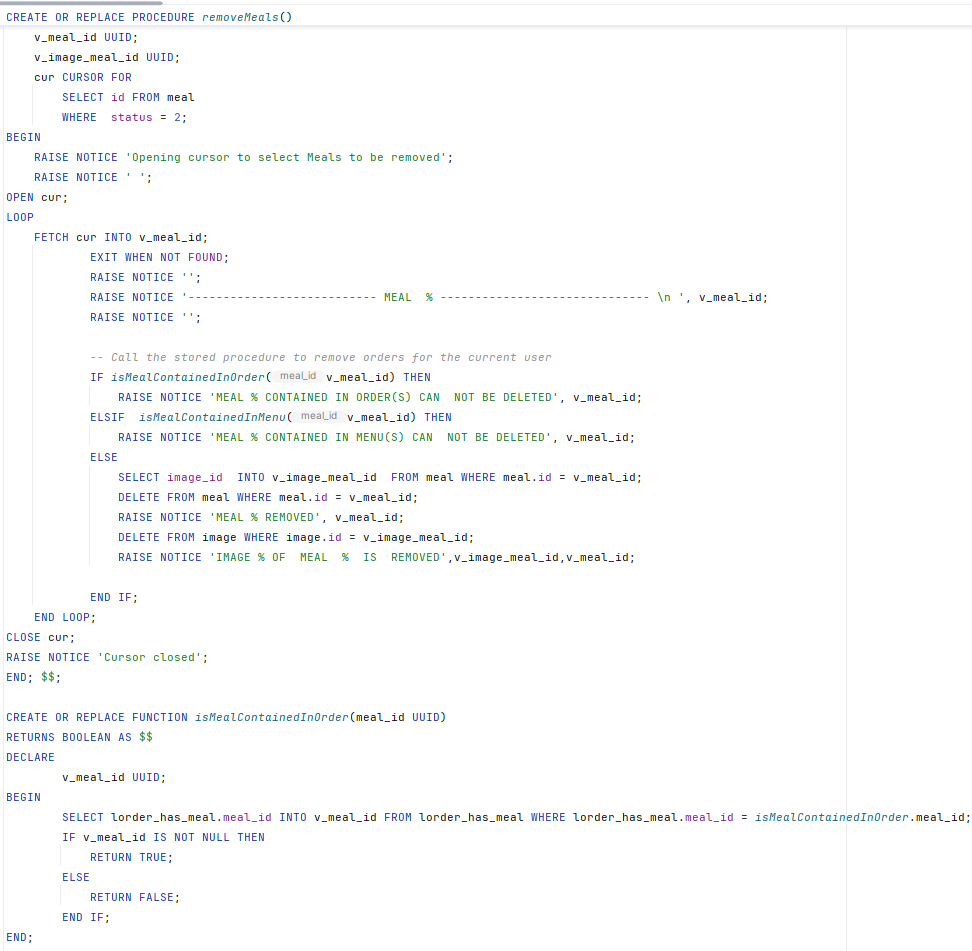 CREATE OR REPLACE PROCEDURE removeMeals()
v_meal_id UUID;
v_image_meal_id UUID;
cur CURSOR FOR
SELECT id FROM meal
WHERE  status = 2;
BEGIN
RAISE NOTICE 'Opening cursor to select Meals to be removed';
RAISE NOTICE ' ';
OPEN cur;
LOOP
FETCH cur INTO v_meal_id;
EXIT WHEN NOT FOUND;
RAISE NOTICE '';
RAISE NOTICE '--------------------------- MEAL  % ------------------------------ \n ', v_meal_id;
RAISE NOTICE '';
-- Call the stored procedure to remove orders for the current user
IF isMealContainedInOrder( meal_id v_meal_id) THEN
RAISE NOTICE 'MEAL % CONTAINED IN ORDER(S) CAN  NOT BE DELETED', v_meal_id;
ELSIF  isMealContainedInMenu( meal_id v_meal_id) THEN
RAISE NOTICE 'MEAL % CONTAINED IN MENU(S) CAN  NOT BE DELETED', v_meal_id;
ELSE
SELECT image_id  INTO v_image_meal_id  FROM meal WHERE meal.id = v_meal_id;
DELETE FROM meal WHERE meal.id = v_meal_id;
RAISE NOTICE 'MEAL % REMOVED', v_meal_id;
DELETE FROM image WHERE image.id = v_image_meal_id;
RAISE NOTICE 'IMAGE % OF  MEAL  %  IS  REMOVED',v_image_meal_id,v_meal_id;
END IF;
END LOOP;
CLOSE cur;
RAISE NOTICE 'Cursor closed';
END; $$;
CREATE OR REPLACE FUNCTION isMealContainedInOrder(meal_id UUID)
RETURNS BOOLEAN AS $$
DECLARE
v_meal_id UUID;
BEGIN
SELECT lorder_has_meal.meal_id INTO v_meal_id FROM lorder_has_meal WHERE lorder_has_meal.meal_id = isMealContainedInOrder.meal_id;
IF v_meal_id IS NOT NULL THEN
RETURN TRUE;
ELSE
RETURN FALSE;
END IF;
END;